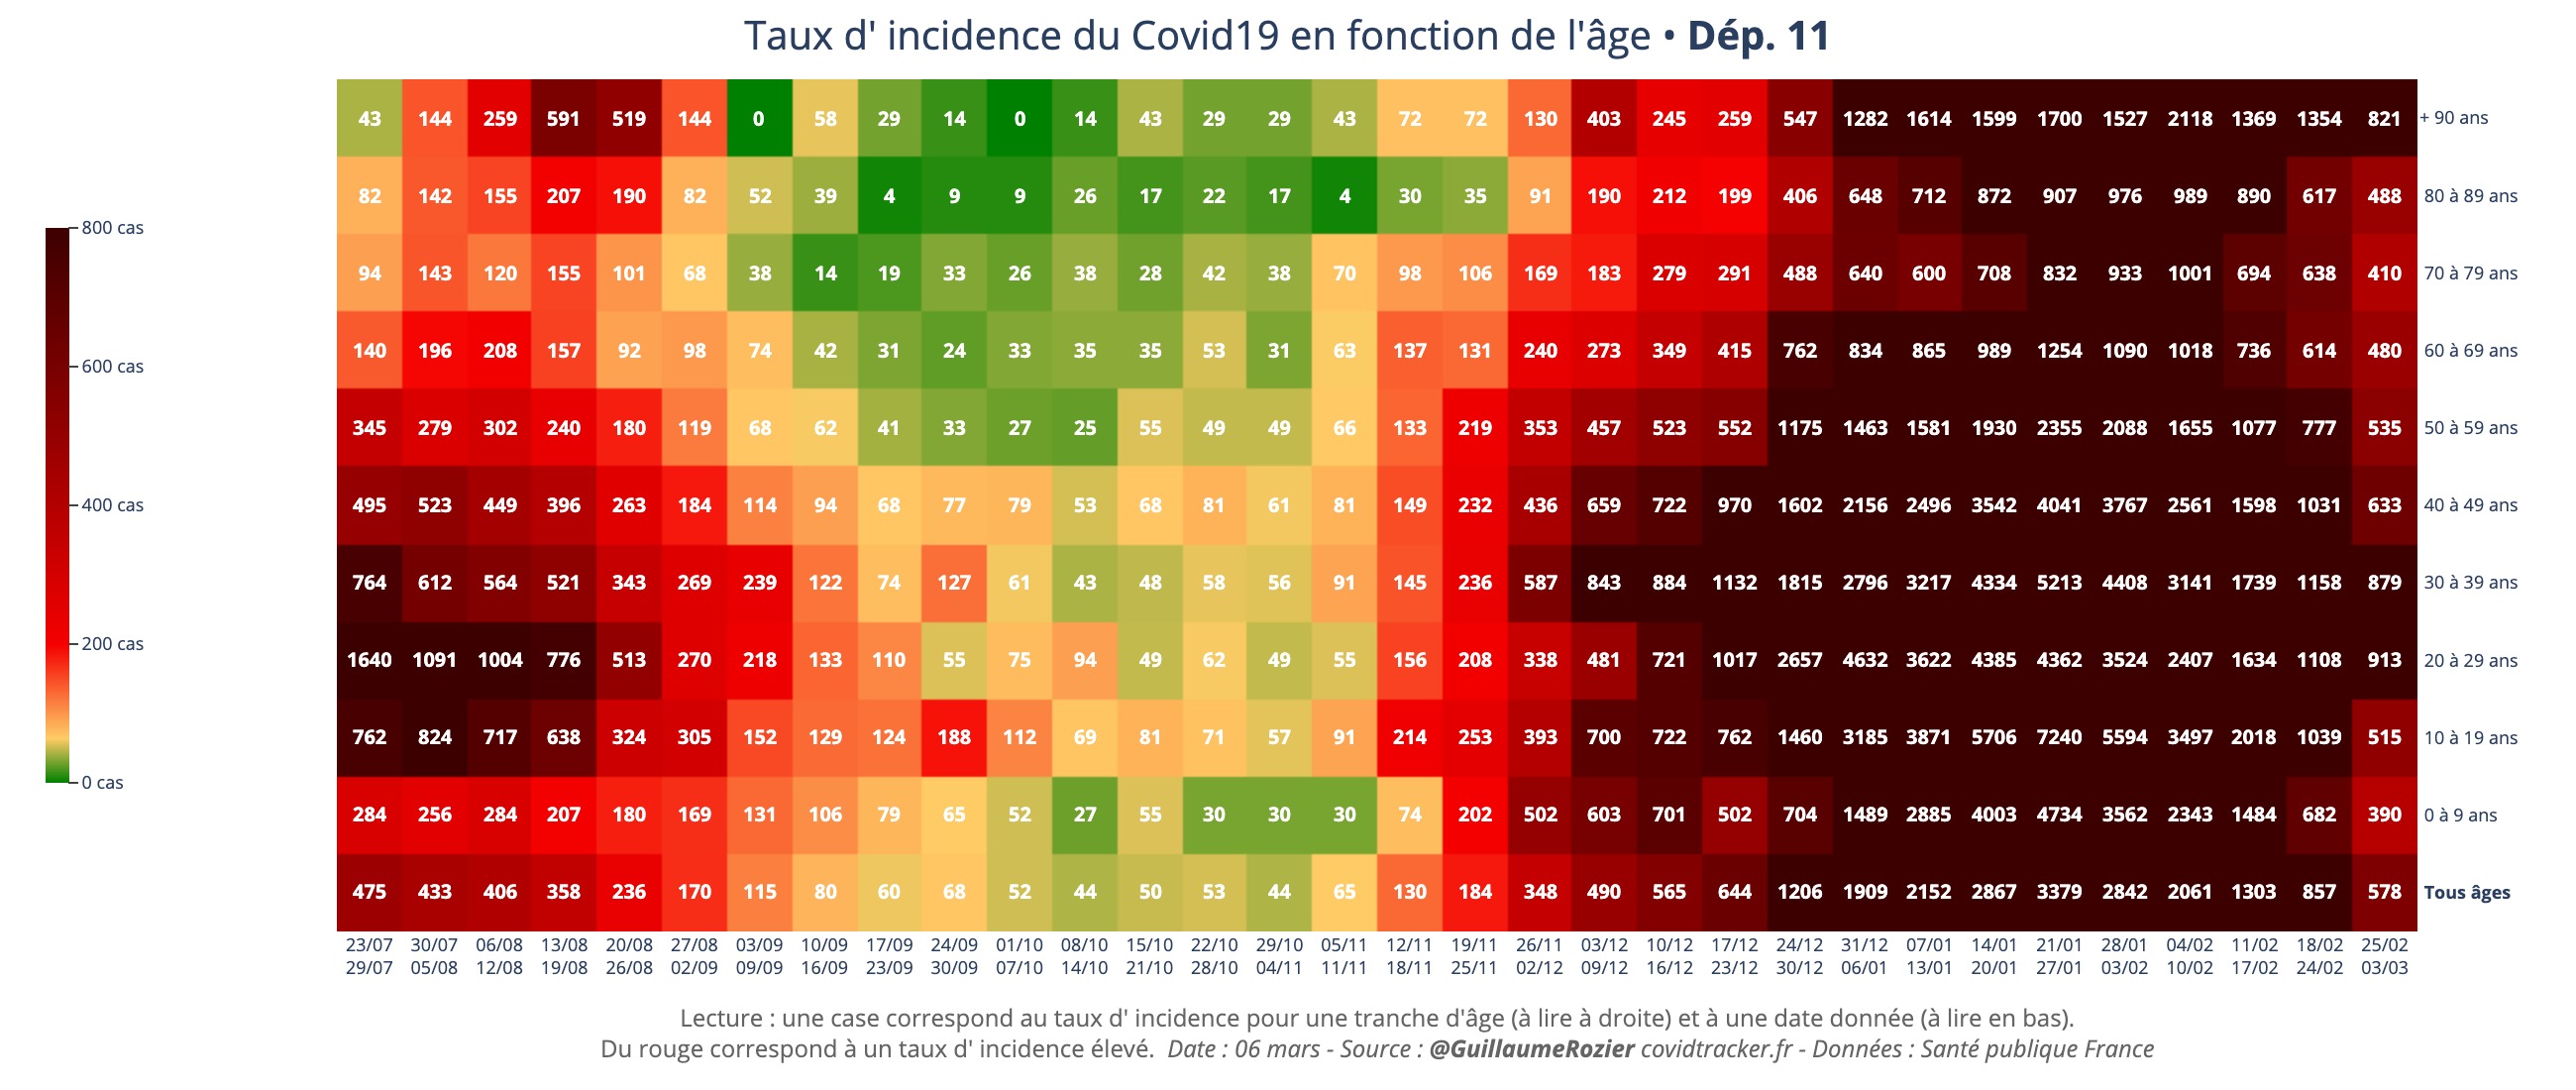 Taux d' incidence du Covid19 en fonction de l'âge • Dép. 11
800 cas
600 cas
400 cas
200 cas
0 cas
43 144 259 591 519 144 0 58 29 14 0 14 43 29 29 43 72 72 130 403 245 259 547 1282 1614 1599 1700 1527 2118 1369 1354 821 + 90 ans
82 142 155 207 190 82 52 39 4 9 9 26 17 22 17 4 30 35 91 190 212 199 406 648 712 872 907 976 989 890 617 488 80 à 89 ans
94 143 120 155 101 68 38 14 19 33 26 38 28 42 38 70 98 106 169 183 279 291 488 640 600 708 832 933 1001 694 638 410 70 à 79 ans
140 196 208 157 92 98 74 42 31 24 33 35 35 53 31 63 137 131 240 273 349 415 762 834 865 989 1254 1090 1018 736 614 480 60 à 69 ans
345 279 302 240 180 119 68 62 41 33 27 25 55 49 49 66 133 219 353 457 523 552 1175 1463 1581 1930 2355 2088 1655 1077 777 535 50 à 59 ans
495 523 449 396 263 184 114 94 68 77 79 53 68 81 61 81 149 232 436 659 722 970 1602 2156 2496 3542 4041 3767 2561 1598 1031 633 40 à 49 ans
764 612 564 521 343 269 239 122 74 127 61 43 48 58 56 91 145 236 587 843 884 1132 1815 2796 3217 4334 5213 4408 3141 1739 1158 879 30 à 39 ans
1640 1091 1004 776 513 270 218 133 110 55 75 94 49 62 49 55 156 208 338 481 721 1017 2657 4632 3622 4385 4362 3524 2407 1634 1108 913 20 à 29 ans
762 824 717 638 324 305 152 129 124 188 112 69 81 71 57 91 214 253 393 700 722 762 1460 3185 3871 5706 7240 5594 3497 2018 1039 515 10 à 19 ans
284 256 284 207 180 169 131 106 79 65 52 27 55 30 30 30 74 202 502 603 701 502 704 1489 2885 4003 4734 3562 2343 1484 682 390 0 à 9 ans
475 433 406 358 236 170 115 80 60 68 52 44 50 53 44 65 130 184 348 490 565 644 1206 1909 2152 2867 3379 2842 2061 1303 857 578 Tous âges
23/07 30/07 06/08 13/08 20/08 27/08 03/09 10/09 17/09 24/09 01/10 08/10 15/10 22/10 29/10 05/11 12/11 19/11 26/11 03/12 10/12 17/12 24/12 31/12 07/01 14/01 21/01 28/01 04/02 11/02 18/02 25/02
29/07 05/08 12/08 19/08 26/08 02/09 09/09 16/09 23/09 30/09 07/10 14/10 21/10 28/10 04/11 11/11 18/11 25/11 02/12 09/12 16/12 23/12 30/12 06/01 13/01 20/01 27/01 03/02 10/02 17/02 24/02 03/03
Lecture : une case correspond au taux d' incidence pour une tranche d'âge (à lire à droite) et à une date donnée (à lire en bas).
Du rouge correspond à un taux d' incidence élevé. Date : 06 mars - Source : @GuillaumeRozier covidtracker.fr - Données : Santé publique France